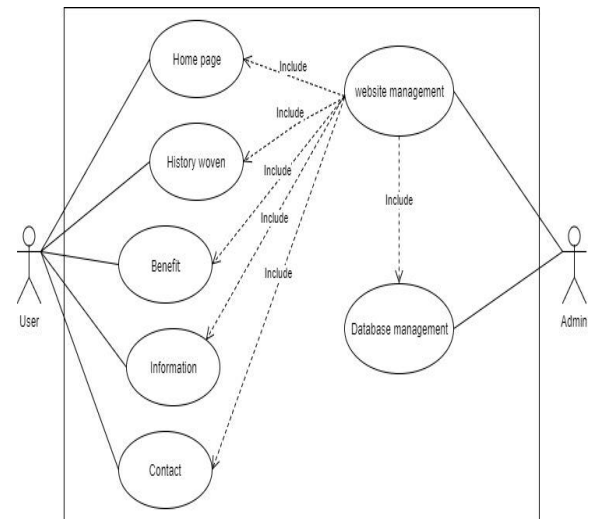 Home page
Include
website management
Include
History woven
Include
Include
Include
Benefit
Include
User
Admin
Database management
Information
Contact